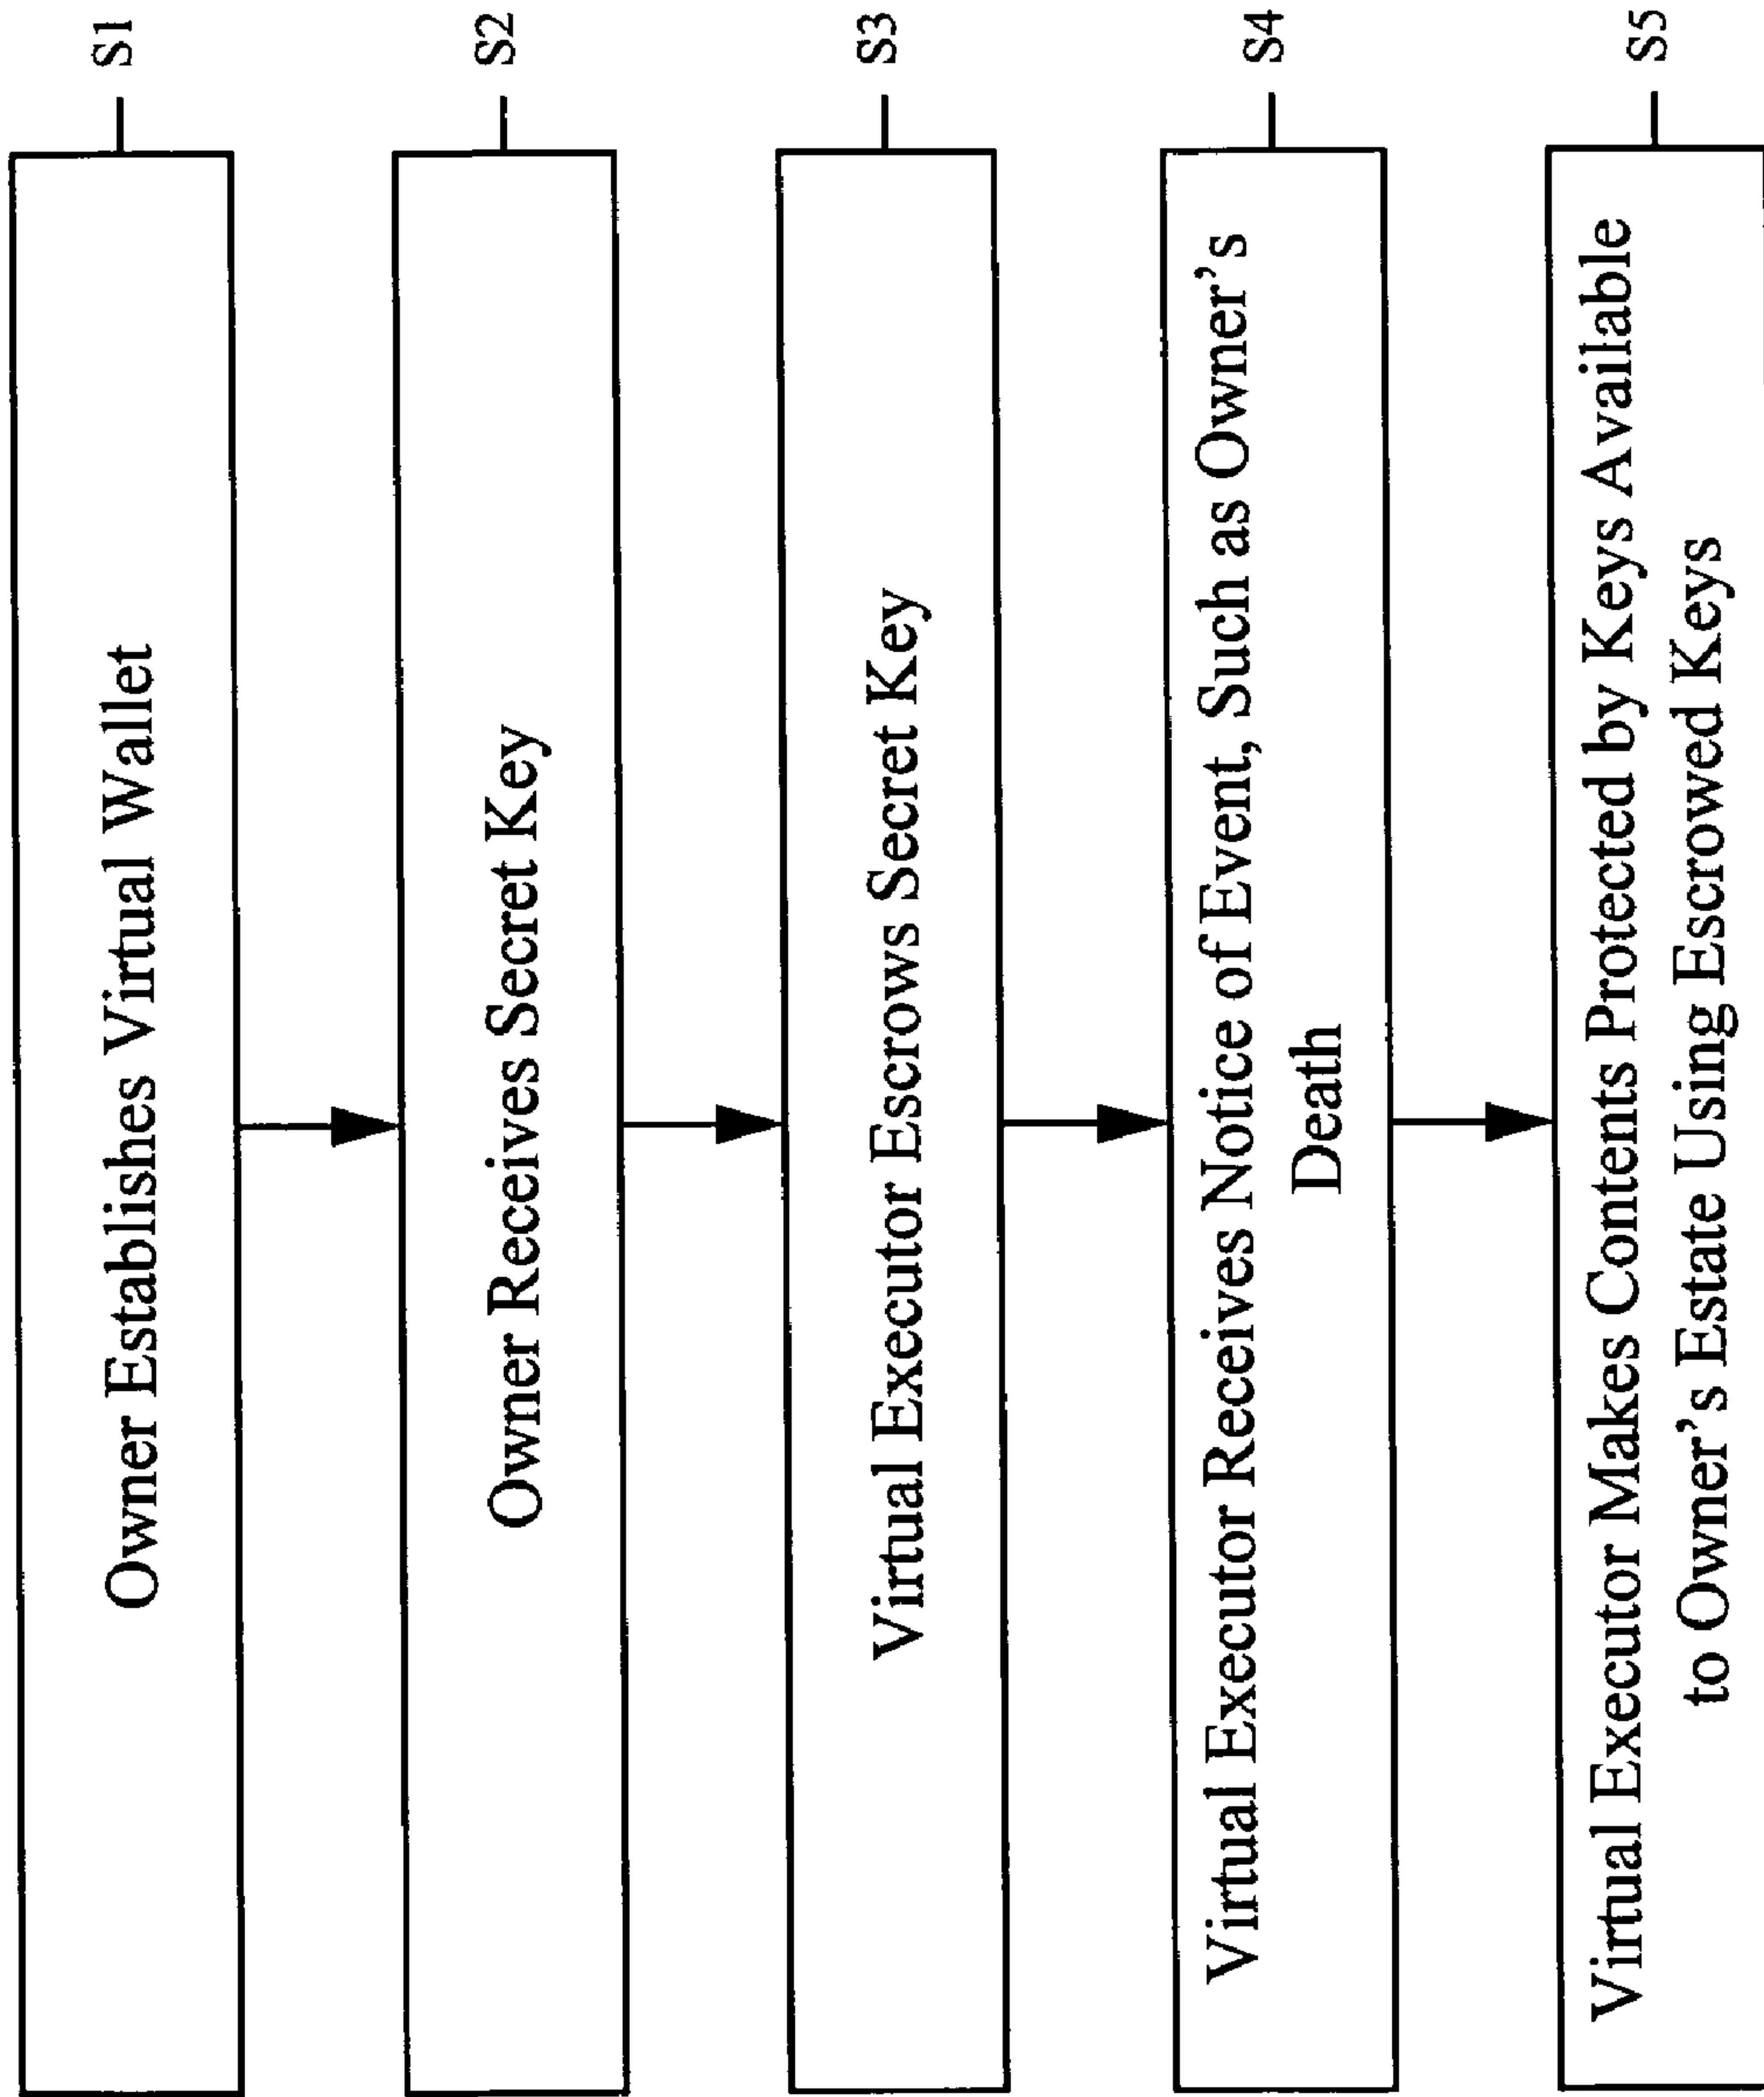 Owner Establishes Virtual Wallet
s1
Owner Receives Secret Key
s2
Virtual Executor Escrows Secret Key
s3
Virtual Executor Receives Notice of Event, Such as Owner's
Death
s4
Virtual Executor Makes Contents Protected by Keys Available
to Owner's Estate Using Escrowed Keys
s5